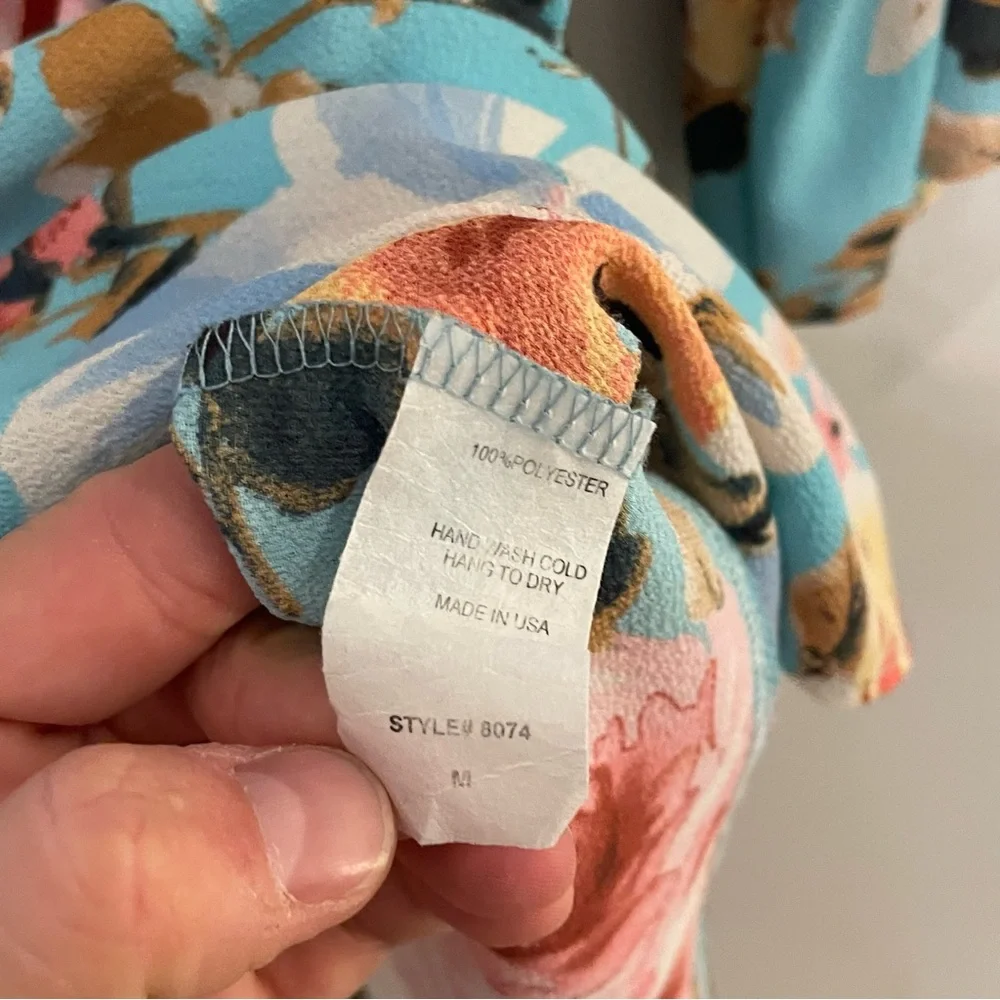 100%POLYESTER
HAND WASH COLD
HANG TO DRY
MADE IN USA
STYLE# 8074
M